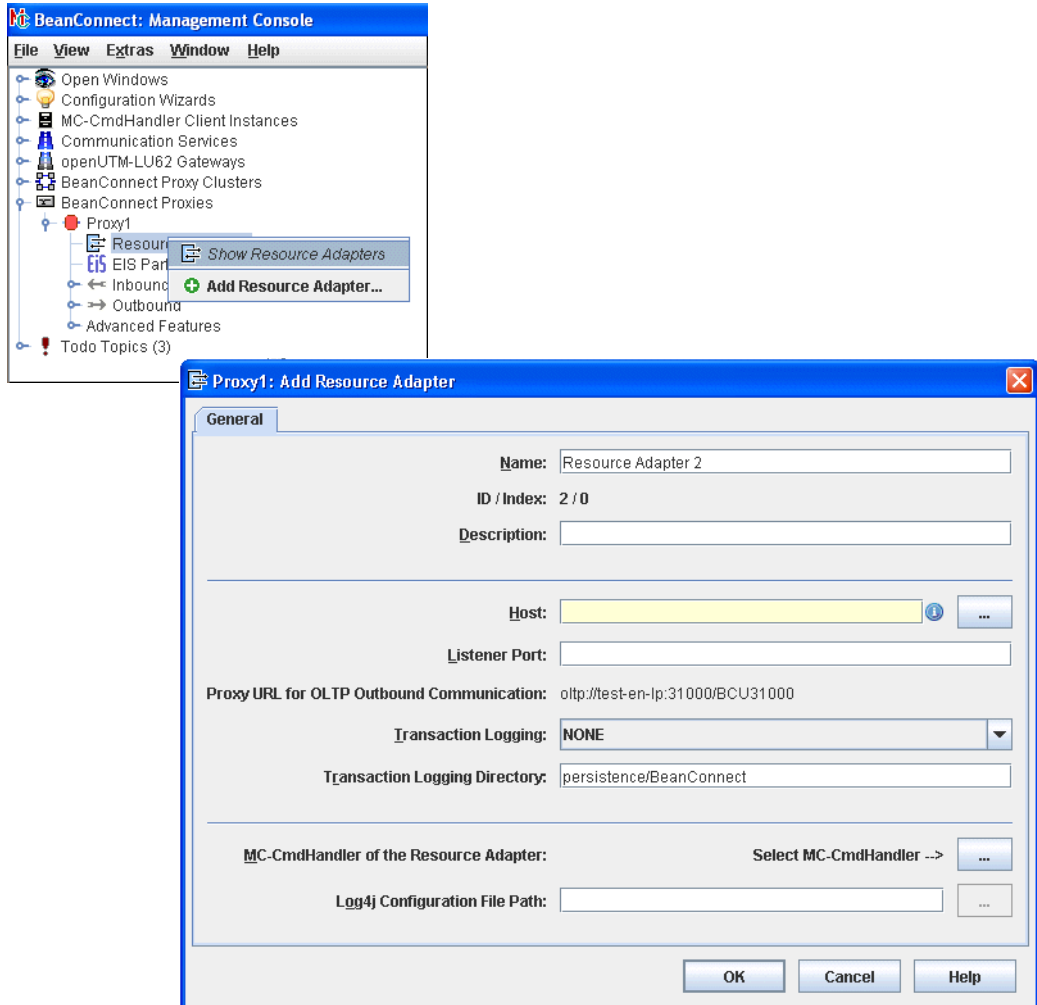 BeanConnect: Management Console
File View Extras Window Help
Open Windows
Configuration Wizards
MC-CmdHandler Client Instances
Communication Services
openUTM-LU62 Gateways
BeanConnect Proxy Clusters
BeanConnect Proxies
Proxy1
Resour
Show Resource Adapters
EIS Part
Add Resource Adapter...
Inbound
Outbound
Advanced Features
Todo Topics (3)
Proxy1: Add Resource Adapter
General
Name: Resource Adapter 2
ID / Index: 2 / 0
Description:
Host: ...
Listener Port:
Proxy URL for OLTP Outbound Communication: oltp://test-en-lp:31000/BCU31000
Transaction Logging: NONE
Transaction Logging Directory: persistence/BeanConnect
MC-CmdHandler of the Resource Adapter: Select MC-CmdHandler --> ...
Log4j Configuration File Path: ...
OK Cancel Help